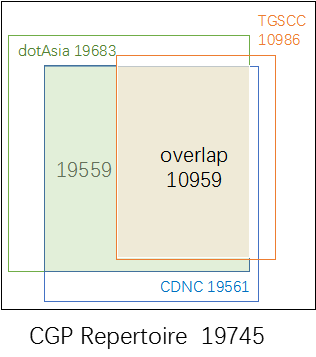 TGSCC
10986
dotAsia 19683
overlap
10959
19559
CDNC 19561
CGP Repertoire 19745